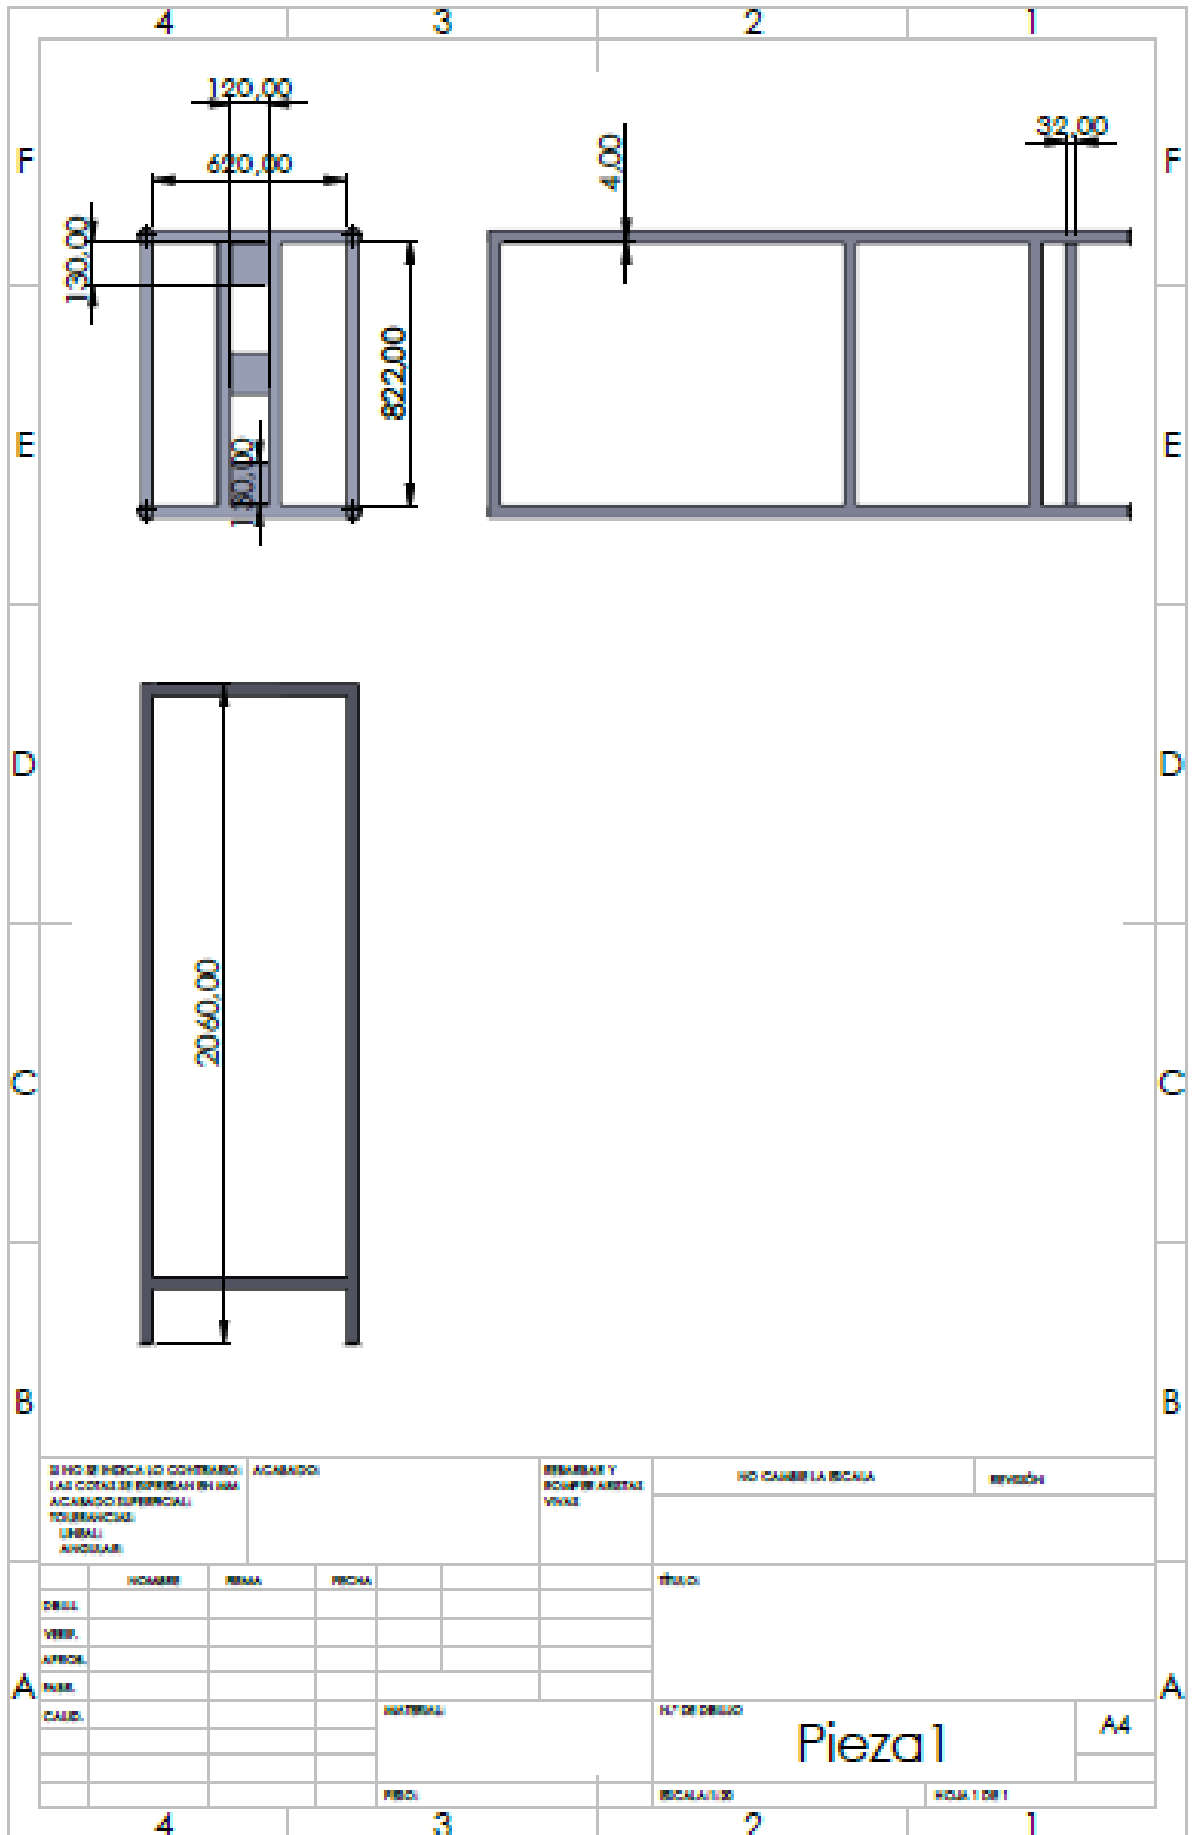 4 3 2 1
120,00
32,00
F 620,00 4,00 F
130,00
822,00
E 130,00 E
D D
2060,00
C C
B B
SI NO SE INDICA LO CONTRARIO: ACABADO: REBARBAR Y NO CAMBIE LA ESCALA REVISIÓN
LAS COTAS SE EXPRESAN EN MM ROMPER ARISTAS
ACABADO SUPERFICIAL: VIVAS
TOLERANCIAS:
LINEAL:
ANGULAR:
NOMBRE FIRMA FECHA TÍTULO:
DIBUJ.
VERIF.
APROB.
A FABR. A
CALID. MATERIAL: N.º DE DIBUJO
Pieza1 A4
PESO: ESCALA:1:20 HOJA 1 DE 1
4 3 2 1